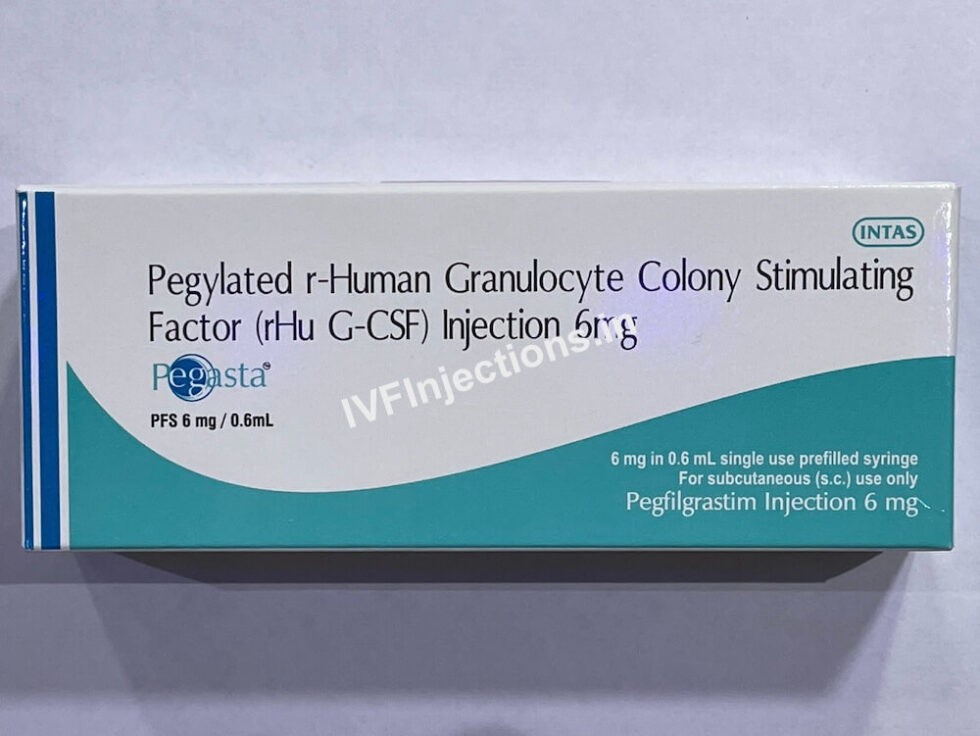 INTAS
Pegylated r-Human Granulocyte Colony Stimulating
Factor (rHu G-CSF) Injection 6mg
Pegasta
PFS 6 mg / 0.6mL
IVFInjections.in
6 mg in 0.6 mL single use prefilled syringe
For subcutaneous (s.c.) use only
Pegfilgrastim Injection 6 mg